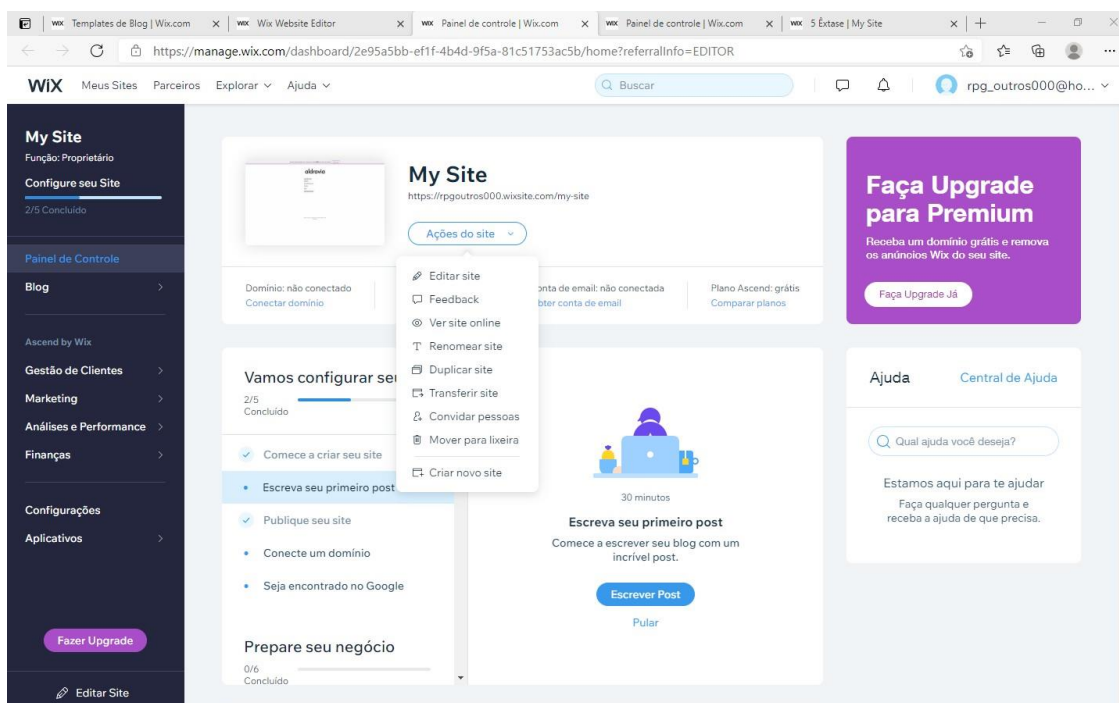 Templates de Blog | Wix.com
Wix Website Editor
Painel de controle | Wix.com
Painel de controle | Wix.com
5 Êxtase | My Site
https://manage.wix.com/dashboard/2e95a5bb-ef1f-4b4d-9f5a-81c51753ac5b/home?referralInfo=EDITOR
WiX Meus Sites Parceiros Explorar Ajuda
Buscar
rpg_outros000@ho...
My Site
Função: Proprietário
Configure seu Site
2/5 Concluído
Painel de Controle
Blog
Ascend by Wix
Gestão de Clientes
Marketing
Análises e Performance
Finanças
Configurações
Aplicativos
Fazer Upgrade
Editar Site
aldravia
My Site
https://rpgoutros000.wixsite.com/my-site
Ações do site
Editar site
Feedback
Ver site online
Renomear site
Duplicar site
Transferir site
Convidar pessoas
Mover para lixeira
Criar novo site
Domínio: não conectado
Conectar domínio
onta de email: não conectada
bter conta de email
Plano Ascend: grátis
Comparar planos
Vamos configurar seu
2/5
Concluído
Comece a criar seu site
Escreva seu primeiro post
Publique seu site
Conecte um domínio
Seja encontrado no Google
Prepare seu negócio
0/6
Concluído
30 minutos
Escreva seu primeiro post
Comece a escrever seu blog com um
incrível post.
Escrever Post
Pular
Faça Upgrade
para Premium
Receba um domínio grátis e remova
os anúncios Wix do seu site.
Faça Upgrade Já
Ajuda
Central de Ajuda
Qual ajuda você deseja?
Estamos aqui para te ajudar
Faça qualquer pergunta e
receba a ajuda de que precisa.